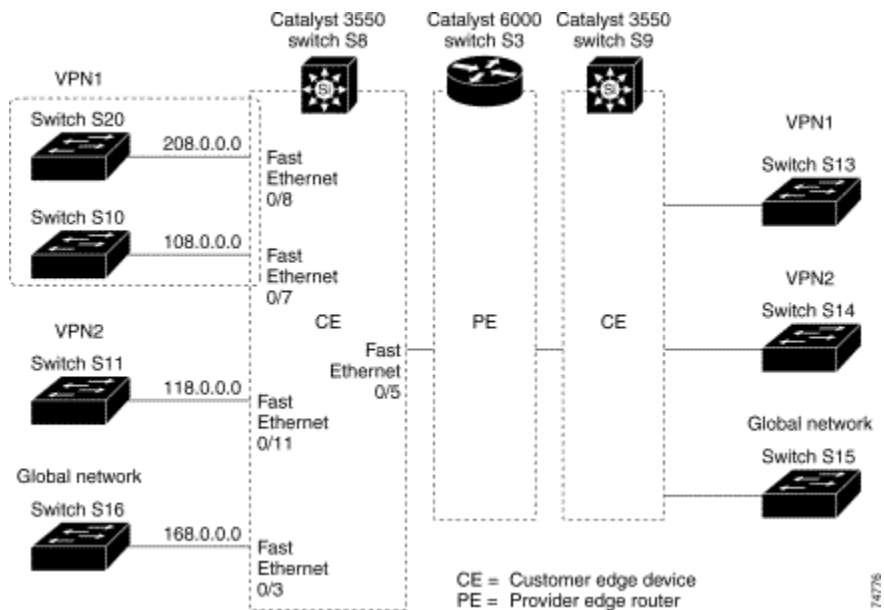 Catalyst 3550
switch S8
Catalyst 6000
switch S3
Catalyst 3550
switch S9
Si
Si
VPN1
Switch S20
208.0.0.0
Fast
Ethernet
0/8
Switch S10
108.0.0.0
Fast
Ethernet
0/7
VPN2
Switch S11
118.0.0.0
Fast
Ethernet
0/11
Global network
Switch S16
168.0.0.0
Fast
Ethernet
0/3
CE
Fast
Ethernet
0/5
PE
CE
VPN1
Switch S13
VPN2
Switch S14
Global network
Switch S15
CE = Customer edge device
PE = Provider edge router
74776